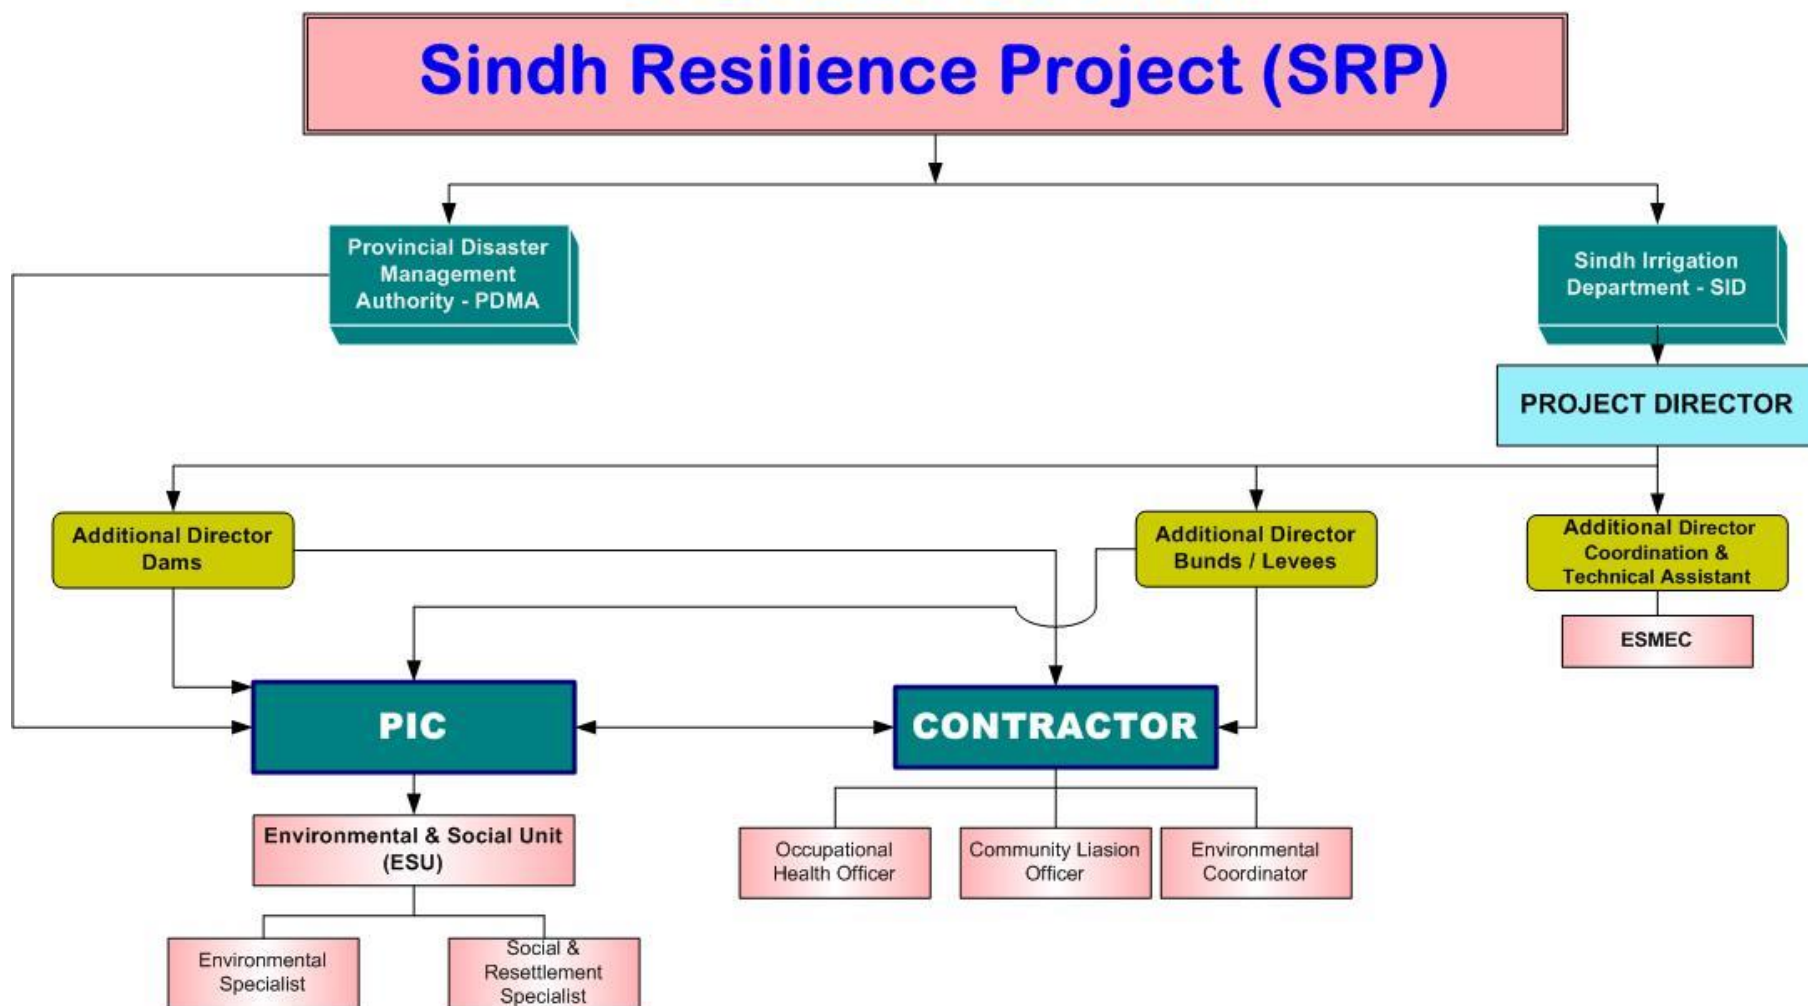 Sindh Resilience Project (SRP)
Provincial Disaster
Management
Authority - PDMA
Sindh Irrigation
Department - SID
PROJECT DIRECTOR
Additional Director
Dams
Additional Director
Bunds / Levees
Additional Director
Coordination &
Technical Assistant
ESMEC
PIC
CONTRACTOR
Environmental & Social Unit
(ESU)
Occupational
Health Officer
Community Liasion
Officer
Environmental
Coordinator
Environmental
Specialist
Social &
Resettlement
Specialist